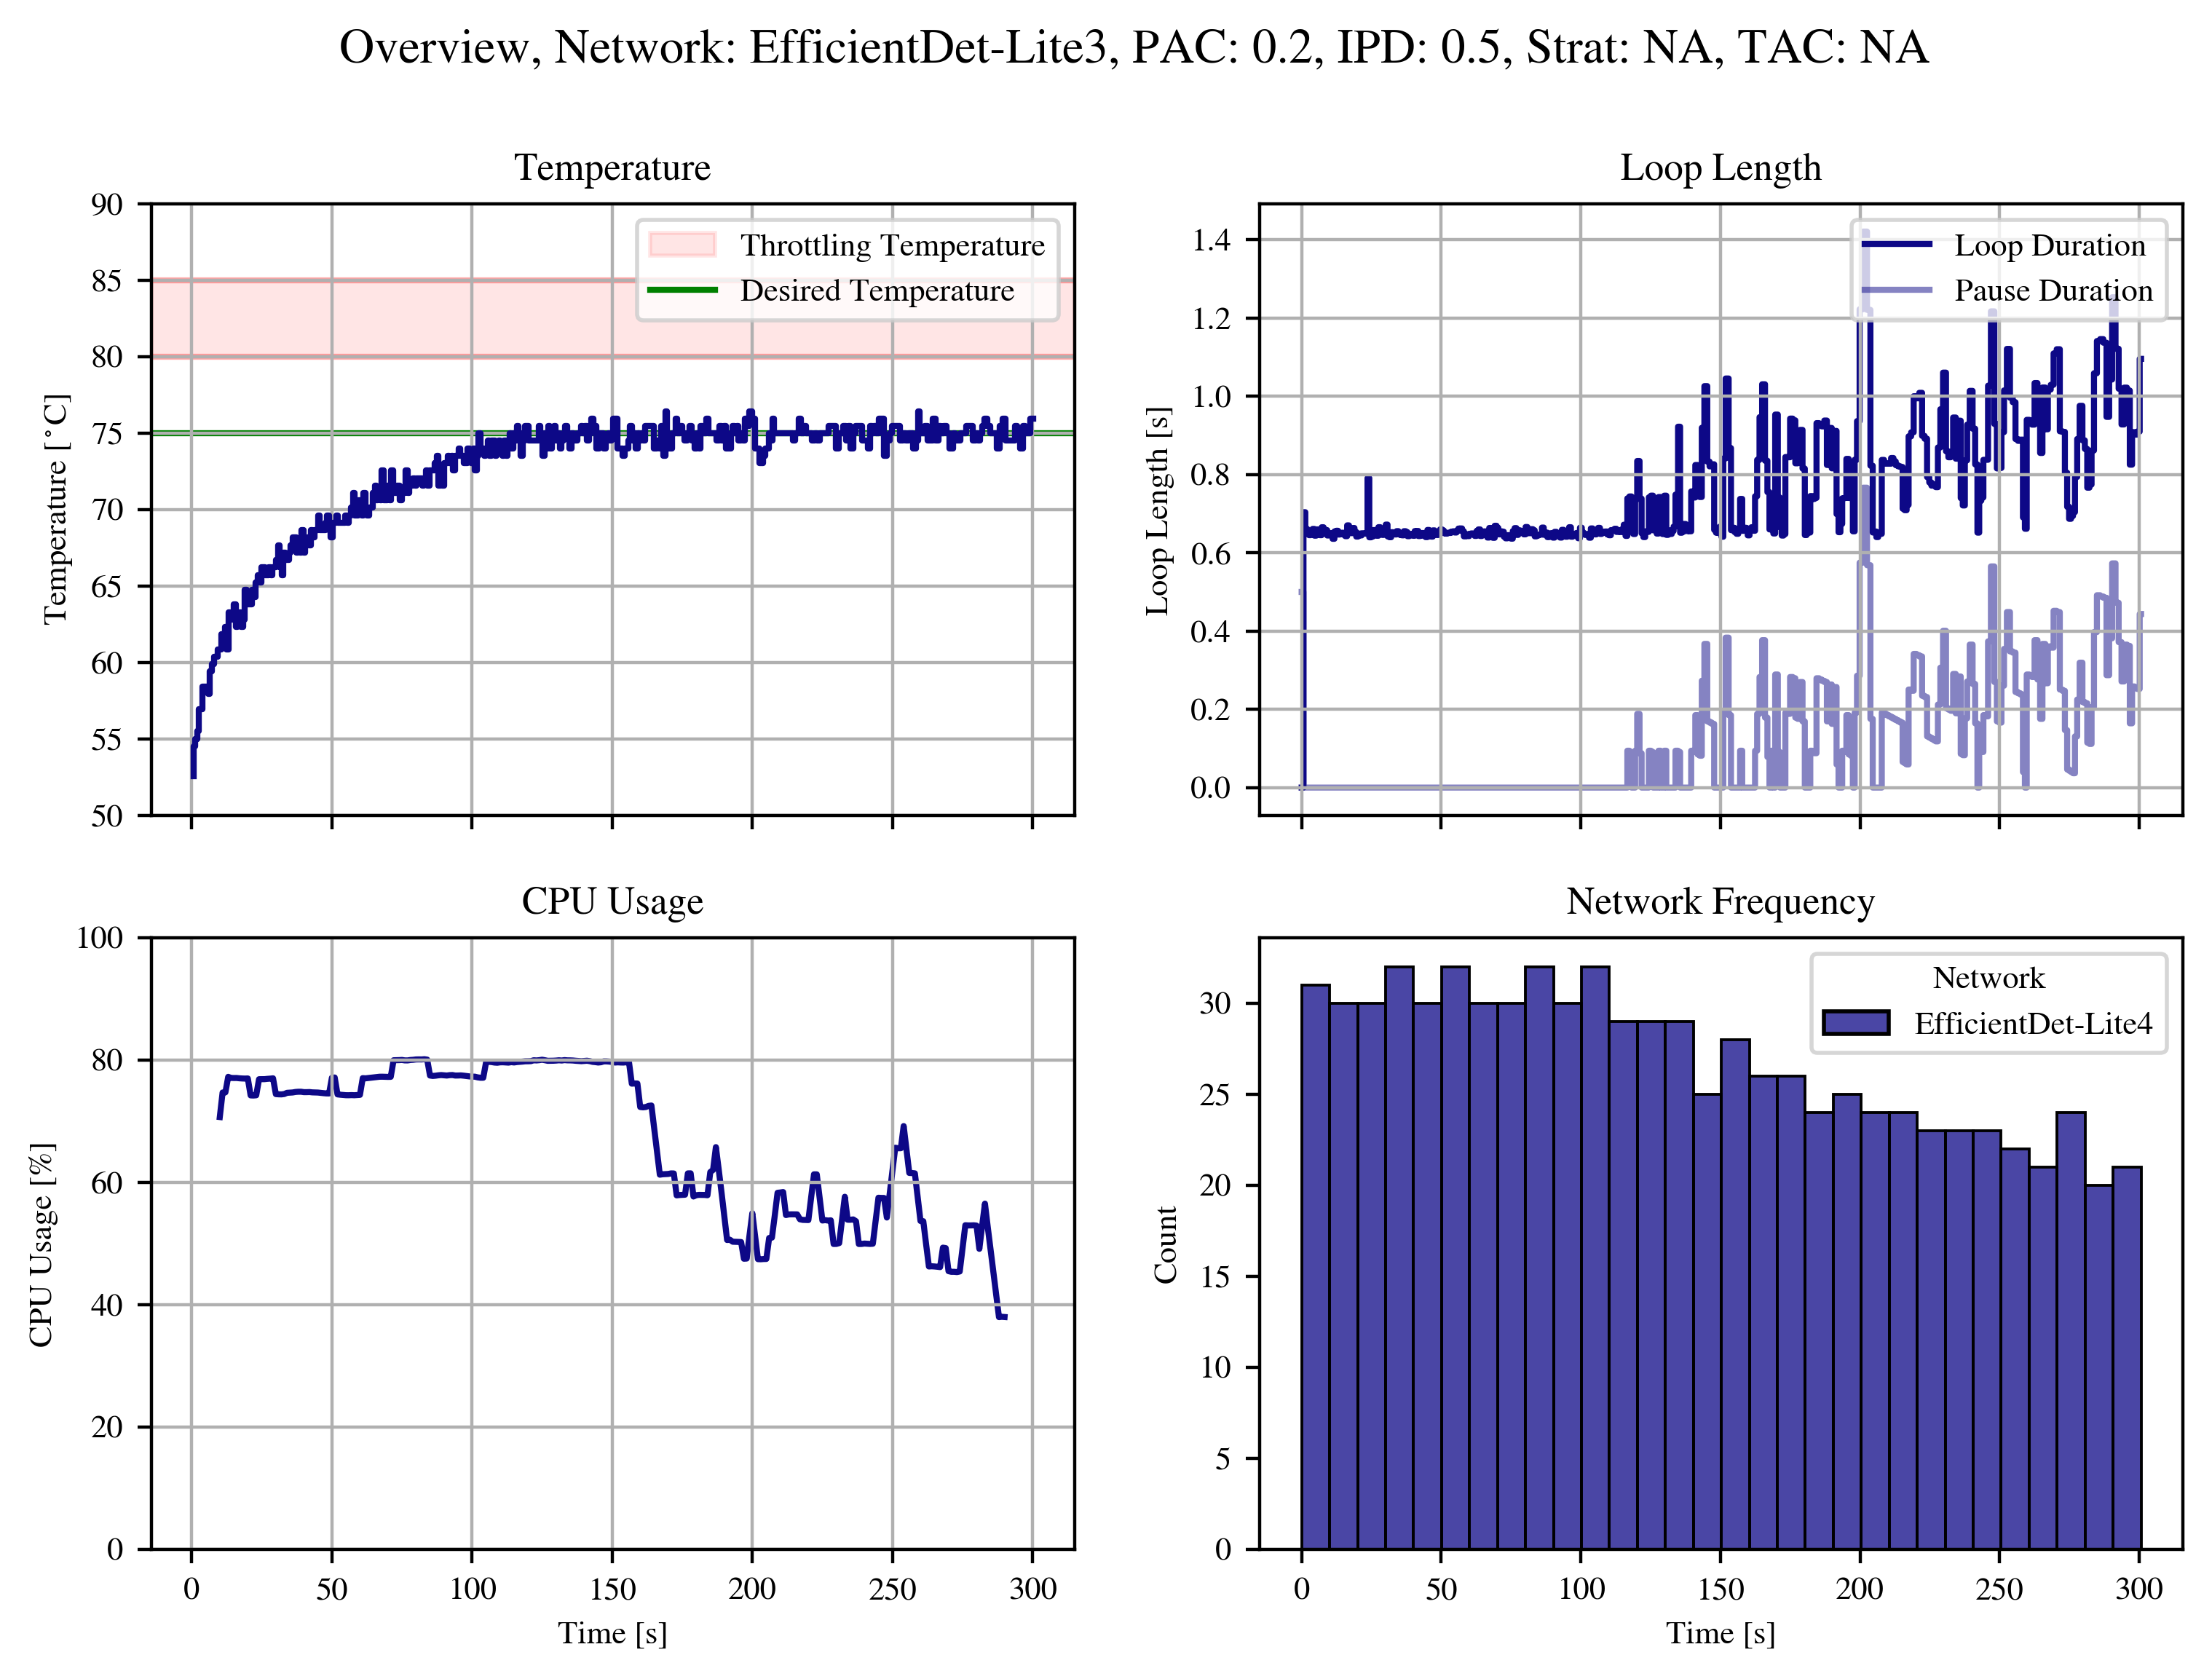 Overview, Network: EfficientDet-Lite3, PAC: 0.2, IPD: 0.5, Strat: NA, TAC: NA
Temperature
90
85
80
75
70
65
60
55
50
Temperature [°C]
Throttling Temperature
Desired Temperature
Loop Length
1.4
1.2
1.0
0.8
0.6
0.4
0.2
0.0
Loop Length [s]
Loop Duration
Pause Duration
CPU Usage
100
80
60
40
20
0
CPU Usage [%]
0 50 100 150 200 250 300
Time [s]
Network Frequency
30
25
20
15
10
5
0
Count
Network
EfficientDet-Lite4
0 50 100 150 200 250 300
Time [s]